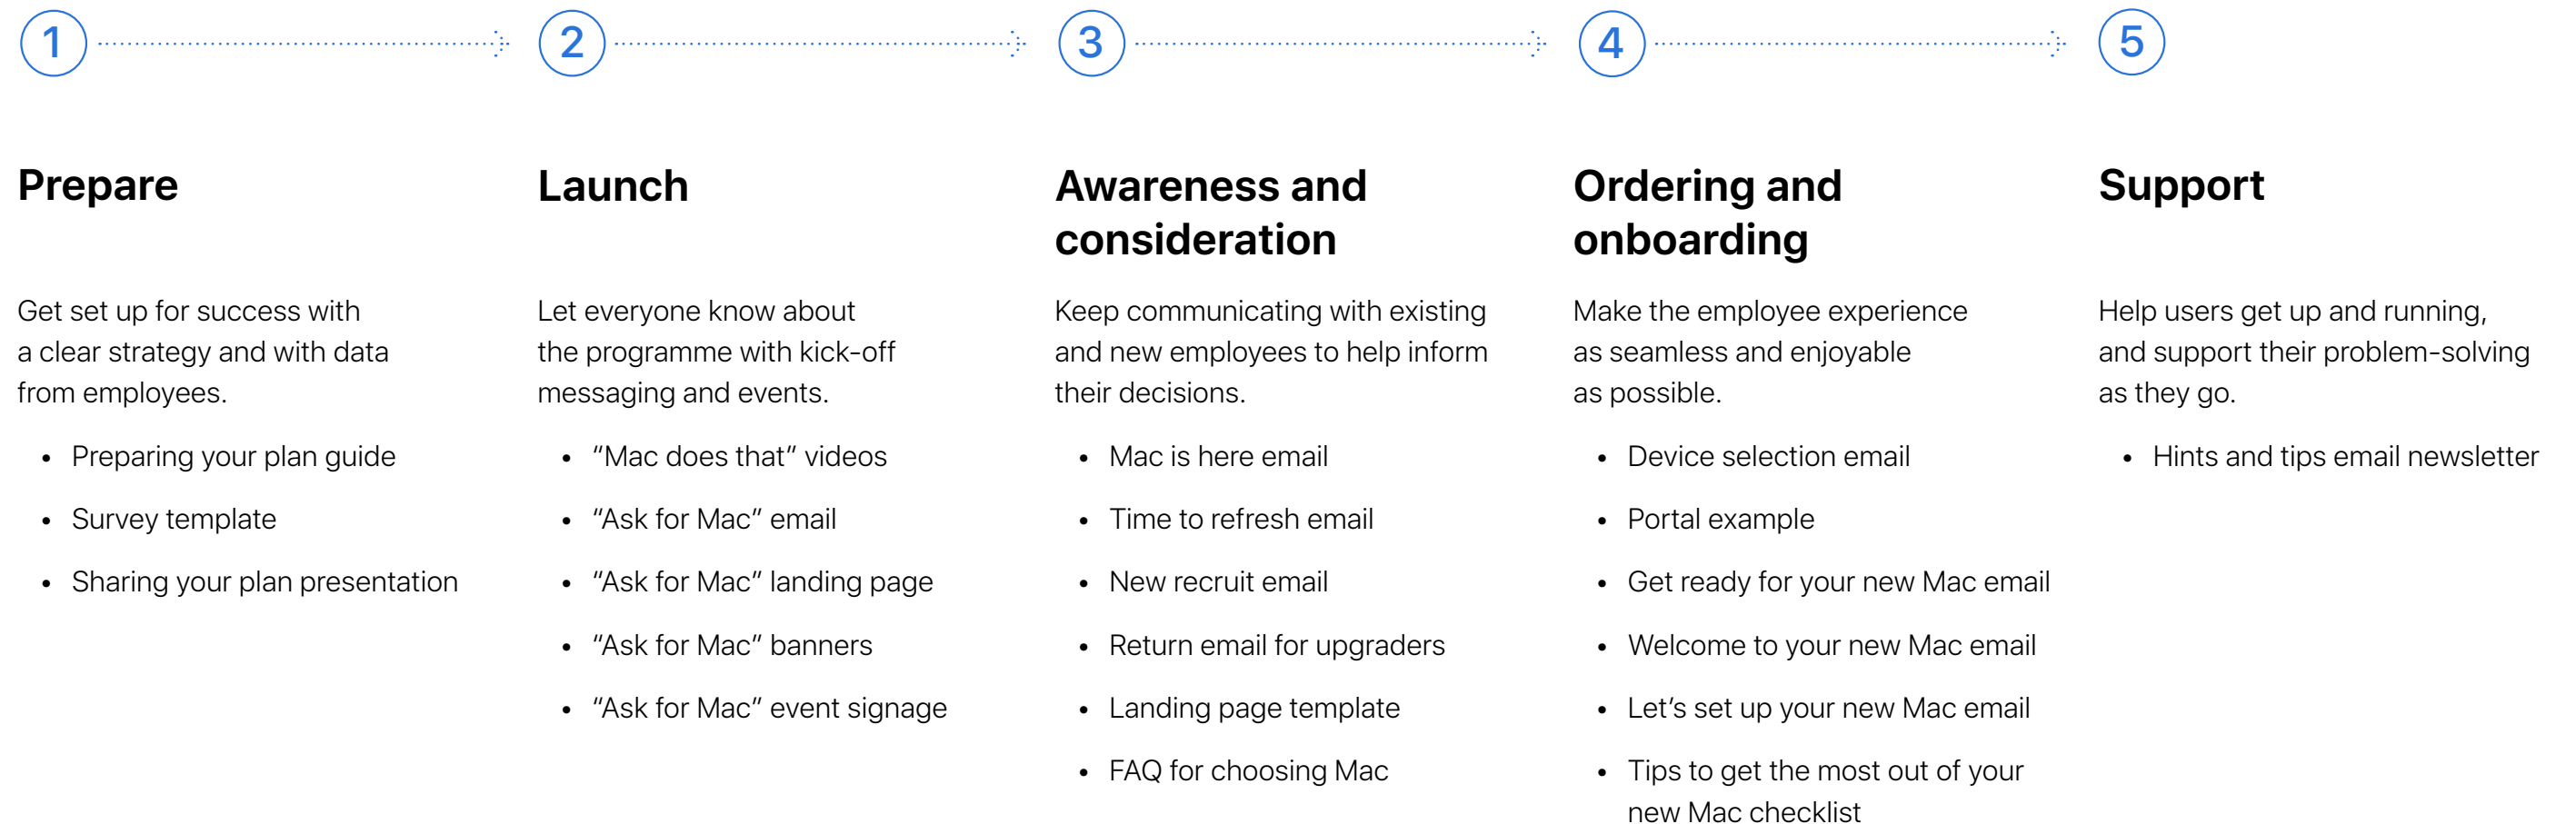 1
2
3
4
5
Prepare
Get set up for success with
a clear strategy and with data
from employees.
• Preparing your plan guide
• Survey template
• Sharing your plan presentation
Launch
Let everyone know about
the programme with kick-off
messaging and events.
• “Mac does that” videos
• “Ask for Mac” email
• “Ask for Mac” landing page
• “Ask for Mac” banners
• “Ask for Mac” event signage
Awareness and
consideration
Keep communicating with existing
and new employees to help inform
their decisions.
• Mac is here email
• Time to refresh email
• New recruit email
• Return email for upgraders
• Landing page template
• FAQ for choosing Mac
Ordering and
onboarding
Make the employee experience
as seamless and enjoyable
as possible.
• Device selection email
• Portal example
• Get ready for your new Mac email
• Welcome to your new Mac email
• Let’s set up your new Mac email
• Tips to get the most out of your
new Mac checklist
Support
Help users get up and running,
and support their problem-solving
as they go.
• Hints and tips email newsletter